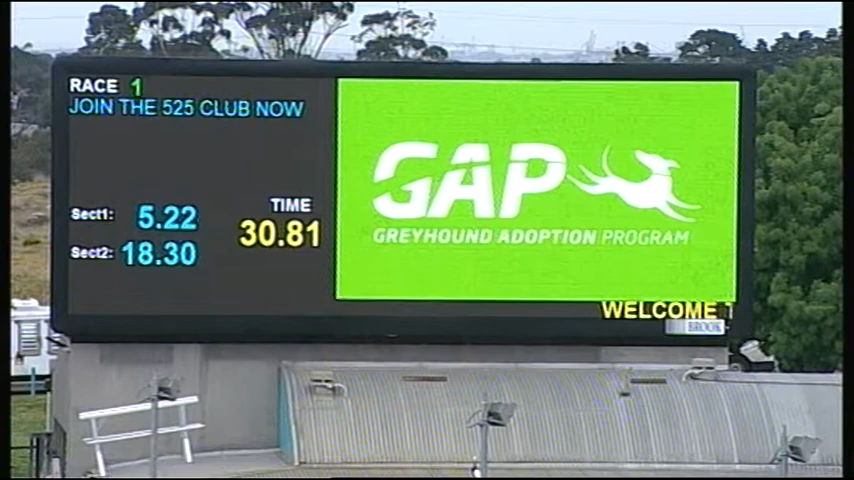 RACE 1
JOIN THE 525 CLUB NOW
Sect1: 5.22
Sect2: 18.30
TIME
30.81
GAP
GREYHOUND ADOPTION PROGRAM
WELCOME
BROOK